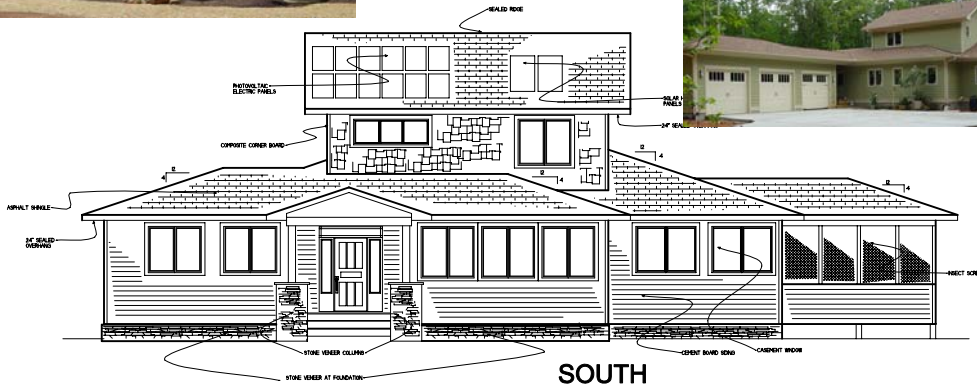 SEALED RIDGE
PHOTOVOLTAIC
ELECTRIC PANELS
SOLAR
PANELS
24"
COMPOSITE CORNER BOARD
12
4
12
4
12
4
12
4
ASPHALT SHINGLE
24" SEALED
OVERHANG
INSECT
STONE VENEER COLUMNS
CEMENT BOARD SIDING
CASEMENT WINDOW
STONE VENEER AT FOUNDATION
SOUTH